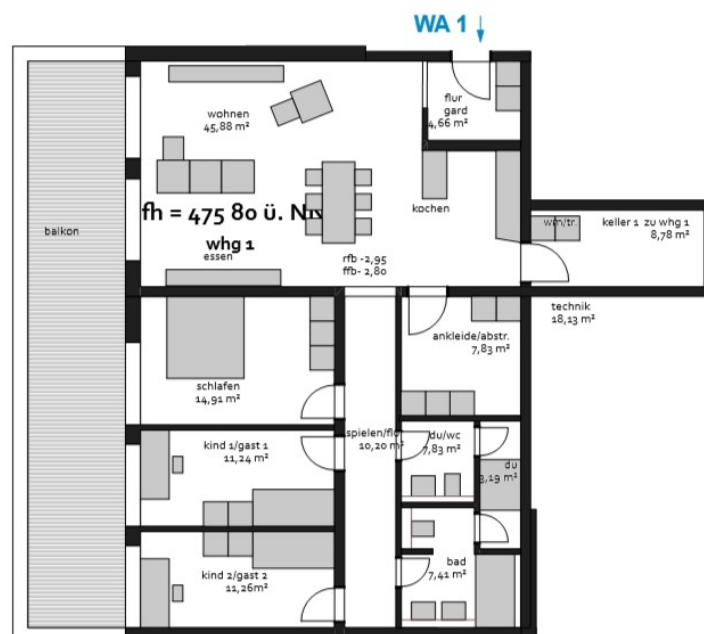 WA 1
flur
gard
4,66 m²
wohnen
45,88 m²
kochen
wm/tr.
keller 1 zu whg 1
8,78 m²
balkon
fh = 475 80 ü. NN
whg 1
essen
rfb -2,95
ffb- 2,80
technik
18,13 m²
ankleide/abstr.
7,83 m²
schlafen
14,91 m²
spielen/flur
10,20 m²
du/wc
7,83 m²
kind 1/gast 1
11,24 m²
du
3,19 m²
bad
7,41 m²
kind 2/gast 2
11,26m²